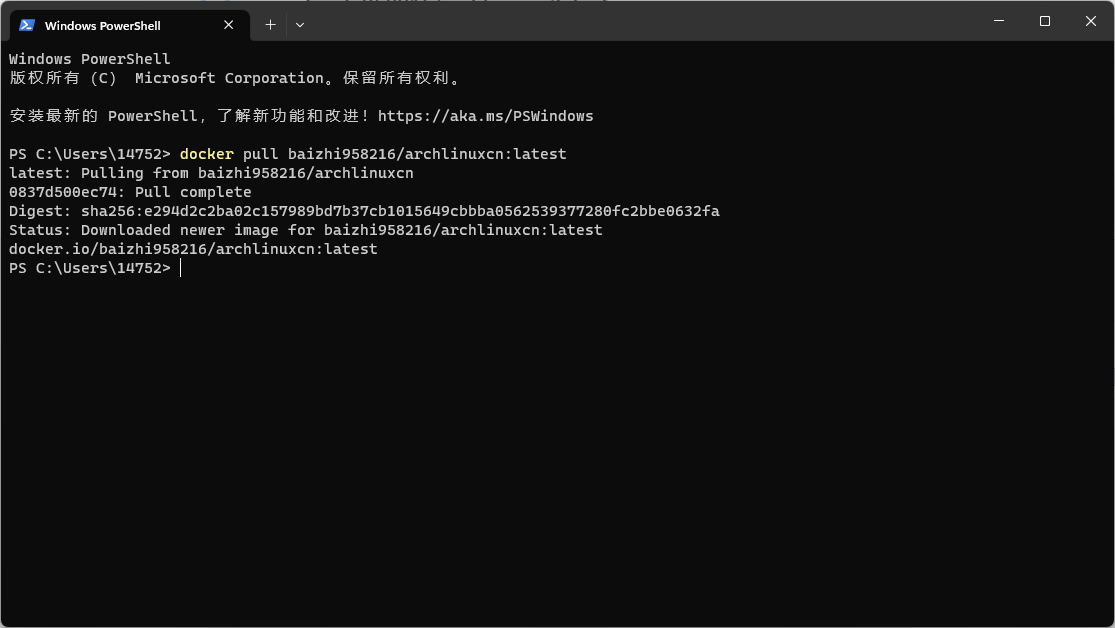 Windows PowerShell
Windows PowerShell
版权所有 (C)  Microsoft Corporation。保留所有权利。
安装最新的 PowerShell，了解新功能和改进！https://aka.ms/PSWindows
PS C:\Users\14752> docker pull baizhi958216/archlinuxcn:latest
latest: Pulling from baizhi958216/archlinuxcn
0837d500ec74: Pull complete
Digest: sha256:e294d2c2ba02c157989bd7b37cb1015649cbbba0562539377280fc2bbe0632fa
Status: Downloaded newer image for baizhi958216/archlinuxcn:latest
docker.io/baizhi958216/archlinuxcn:latest
PS C:\Users\14752>